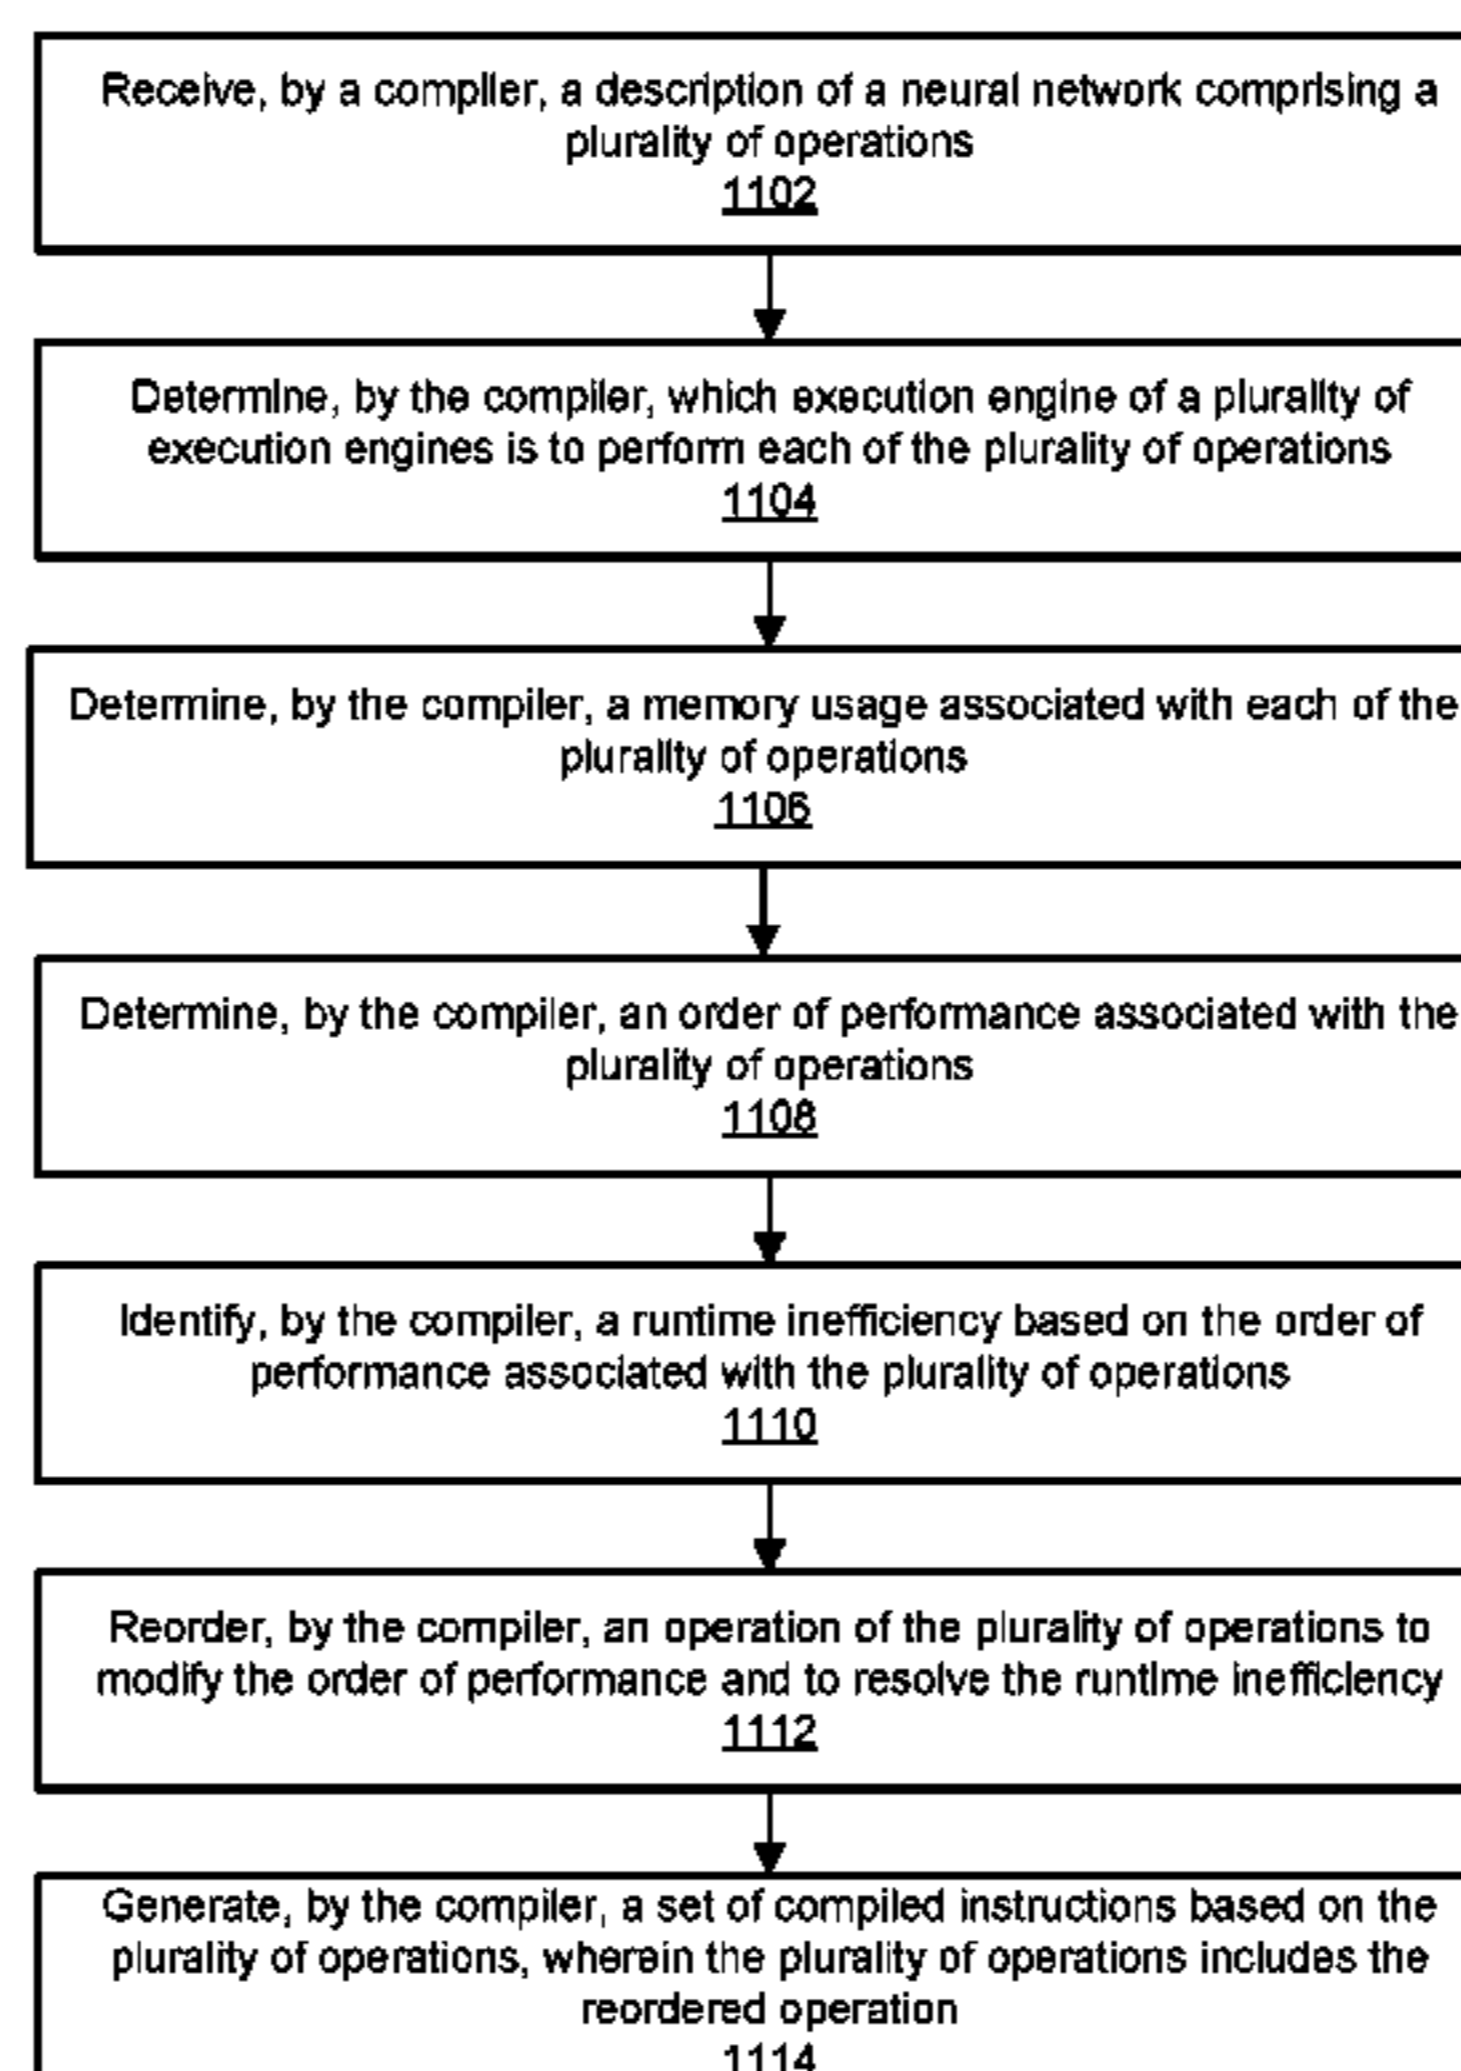 Receive, by a compiler, a description of a neural network comprising a
plurality of operations
1102
Determine, by the compiler, which execution engine of a plurality of
execution engines is to perform each of the plurality of operations
1104
Determine, by the compiler, a memory usage associated with each of the
plurality of operations
1106
Determine, by the compiler, an order of performance associated with the
plurality of operations
1108
Identify, by the compiler, a runtime inefficiency based on the order of
performance associated with the plurality of operations
1110
Reorder, by the compiler, an operation of the plurality of operations to
modify the order of performance and to resolve the runtime inefficiency
1112
Generate, by the compiler, a set of compiled instructions based on the
plurality of operations, wherein the plurality of operations includes the
reordered operation
1114